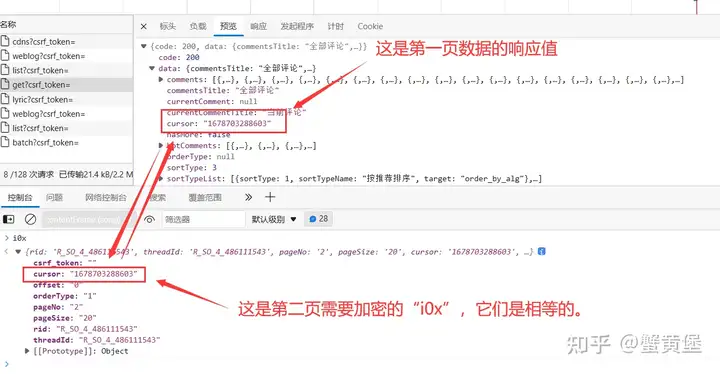 标头 负载 预览 响应 发起程序 计时 Cookie
cdns?csrf_token=
weblog?csrf_token=
list?csrf_token=
get?csrf_token=
lyric?csrf_token=
weblog?csrf_token=
list?csrf_token=
batch?csrf_token=
8 / 128 次请求 已传输21.4 kB/2.2 M
{code: 200, data: {commentsTitle: "全部评论",…}}
code: 200
data: {commentsTitle: "全部评论",…}
comments: [{,…}, {,…}, {,…}, {,…}, {,…}, {,…}, {,…}, {,…}, {,…}, {,…}, {,…}, {,…}, {,…},…]
commentsTitle: "全部评论"
currentComment: null
currentCommentTitle: "当前评论"
cursor: "1678703288603"
hasMore: false
hotComments: [{,…}, {,…}, {,…},…]
orderType: null
sortType: 3
sortTypeList: [{sortType: 1, sortTypeName: "按推荐排序", target: "order_by_alg"},…]
这是第一页数据的响应值
控制台 问题 网络控制台 搜索 覆盖范围
筛选器 默认级别 28
i0x
{rid: 'R_SO_4_486111543', threadId: 'R_SO_4_486111543', pageNo: '2', pageSize: '20', cursor: '1678703288603', …}
csrf_token: ""
cursor: "1678703288603"
offset: "0"
orderType: "1"
pageNo: "2"
pageSize: "20"
rid: "R_SO_4_486111543"
threadId: "R_SO_4_486111543"
[[Prototype]]: Object
这是第二页需要加密的“i0x”，它们是相等的。
知乎 @蟹黄堡